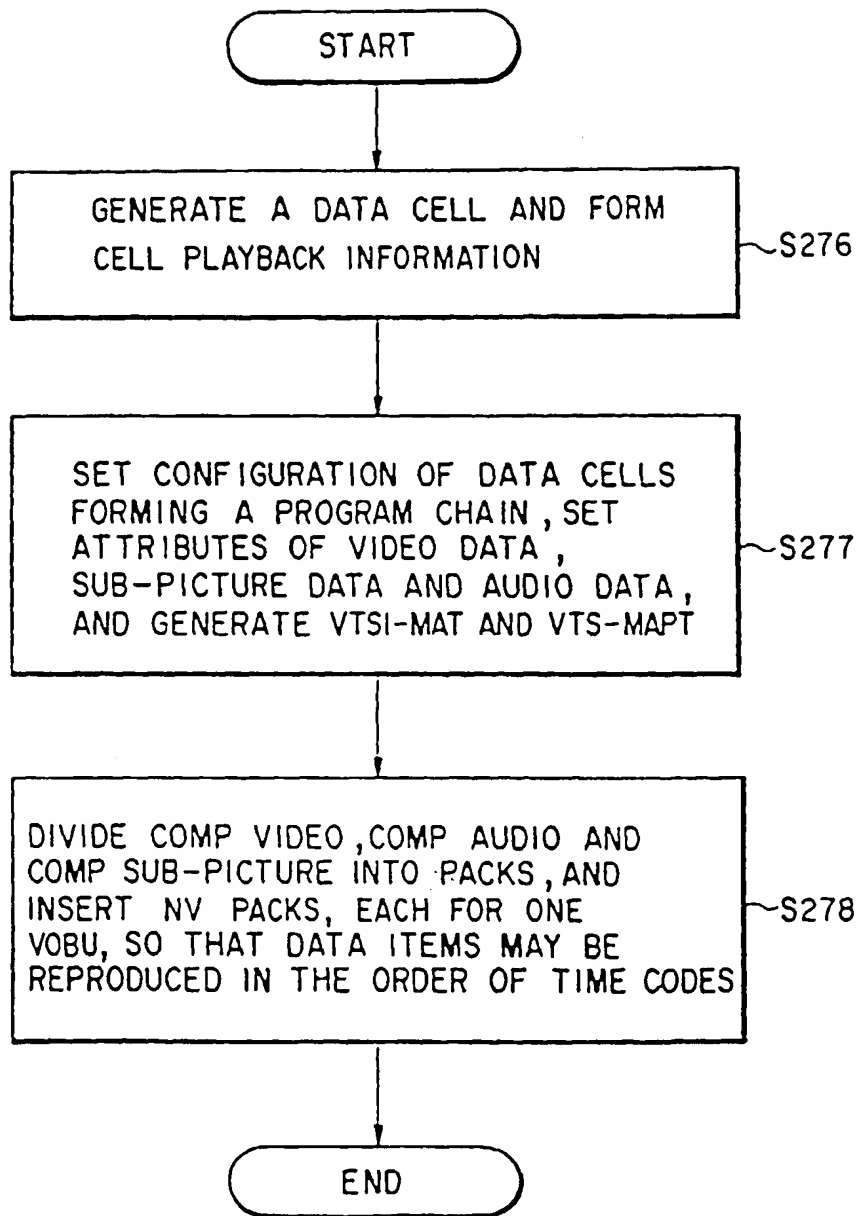 START
GENERATE A DATA CELL AND FORM
CELL PLAYBACK INFORMATION
S276
SET CONFIGURATION OF DATA CELLS
FORMING A PROGRAM CHAIN, SET
ATTRIBUTES OF VIDEO DATA,
SUB-PICTURE DATA AND AUDIO DATA,
AND GENERATE VTSI-MAT AND VTS-MAPT
S277
DIVIDE COMP VIDEO, COMP AUDIO AND
COMP SUB-PICTURE INTO PACKS, AND
INSERT NV PACKS, EACH FOR ONE
VOBU, SO THAT DATA ITEMS MAY BE
REPRODUCED IN THE ORDER OF TIME CODES
S278
END